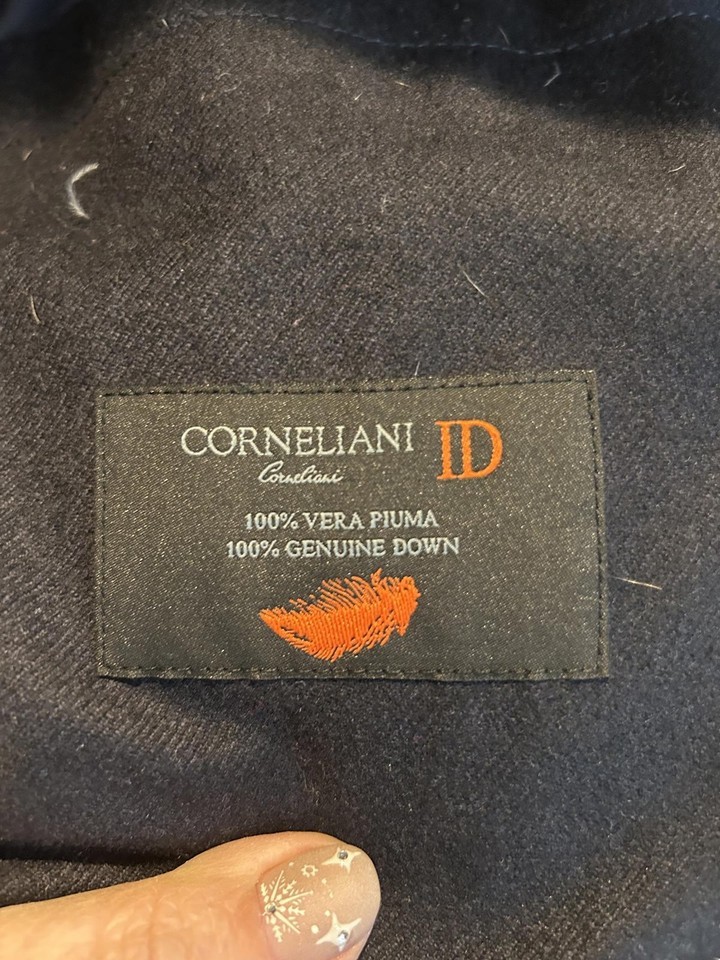 CORNELIANI ID
Corneliani
100% VERA PIUMA
100% GENUINE DOWN